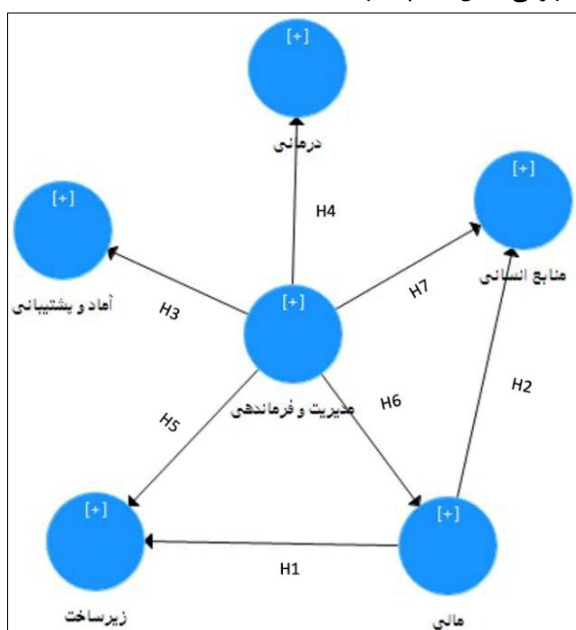 [+]
درمانی
[+]
منابع انسانی
[+]
آماد و پشتیبانی
H4
H7
H3
[+]
مدیریت و فرماندهی
H2
H6
H5
[+]
زیرساخت
H1
[+]
مالی